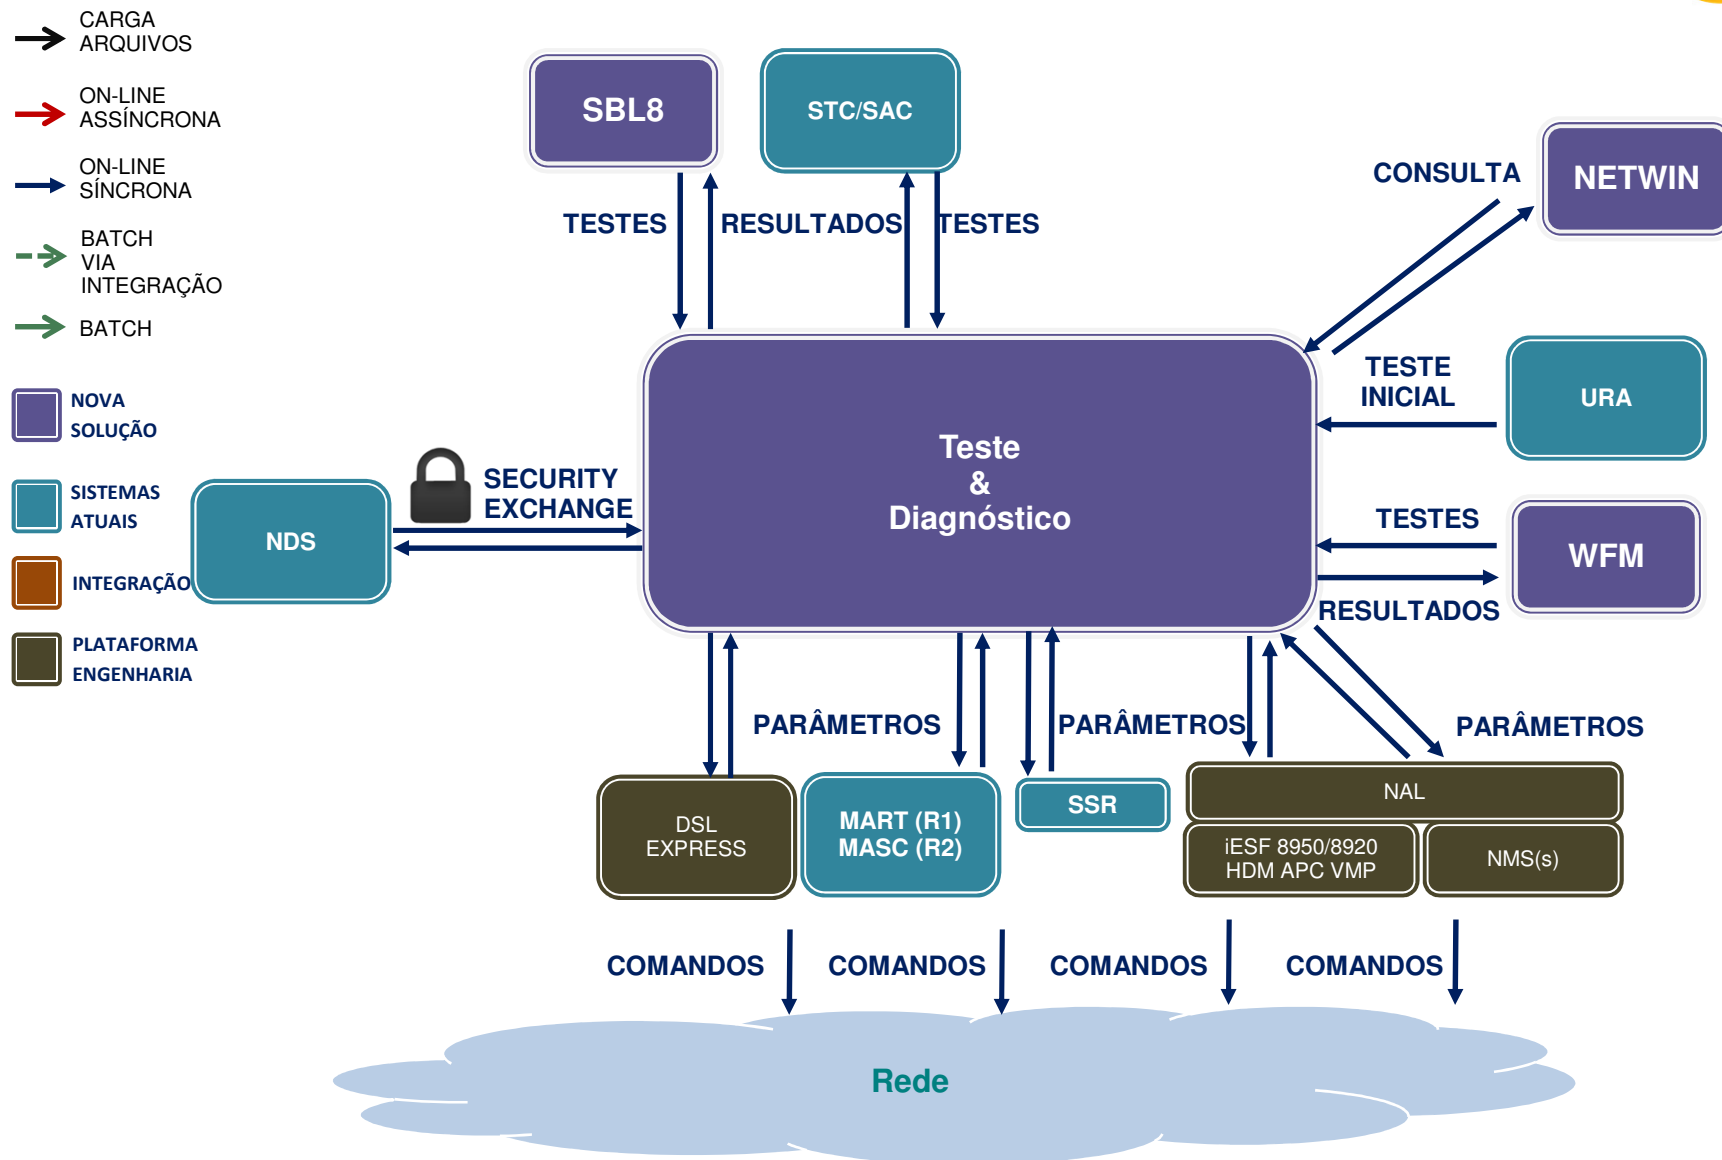 CARGA
ARQUIVOS
ON-LINE
ASSÍNCRONA
ON-LINE
SÍNCRONA
BATCH
VIA
INTEGRAÇÃO
BATCH
NOVA
SOLUÇÃO
SISTEMAS
ATUAIS
INTEGRAÇÃO
PLATAFORMA
ENGENHARIA
SBL8
STC/SAC
NETWIN
CONSULTA
TESTES
RESULTADOS
TESTES
TESTE
INICIAL
URA
Teste
&
Diagnóstico
SECURITY
EXCHANGE
NDS
TESTES
WFM
RESULTADOS
PARÂMETROS
PARÂMETROS
PARÂMETROS
DSL
EXPRESS
MART (R1)
MASC (R2)
SSR
NAL
iESF 8950/8920
HDM APC VMP
NMS(s)
COMANDOS
COMANDOS
COMANDOS
COMANDOS
Rede